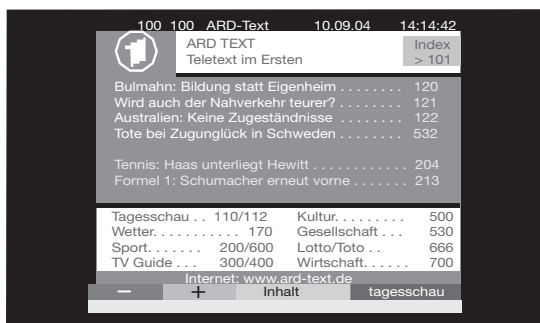 100 100 ARD-Text 10.09.04 14:14:42
ARD TEXT Index
Teletext im Ersten > 101
Bulmahn: Bildung statt Eigenheim . . . . . . . . 120
Wird auch der Nahverkehr teurer? . . . . . . . . 121
Australien: Keine Zugeständnisse . . . . . . . 122
Tote bei Zugunglück in Schweden . . . . . . . . 532
Tennis: Haas unterliegt Hewitt . . . . . . . . . . . . 204
Formel 1: Schumacher erneut vorne . . . . . . . 213
Tagesschau . . 110/112 Kultur. . . . . . . . . 500
Wetter. . . . . . . . . . . 170 Gesellschaft . . . 530
Sport. . . . . . . 200/600 Lotto/Toto . . 666
TV Guide . . . 300/400 Wirtschaft. . . . . . 700
Internet: www.ard-text.de
– + Inhalt tagesschau